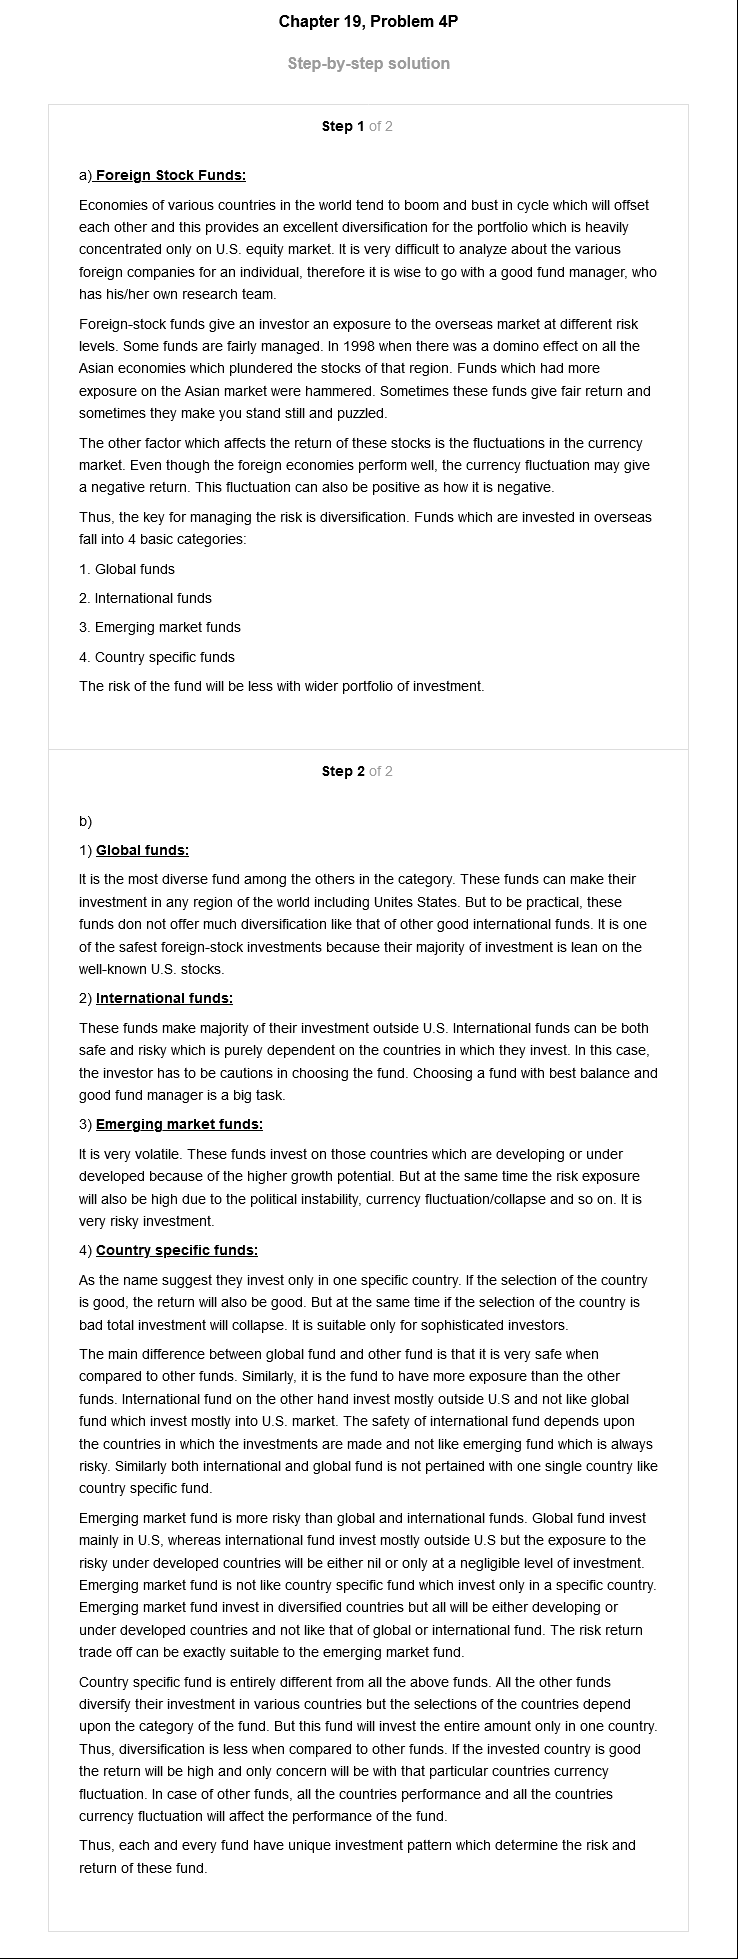 Chapter 19, Problem 4P
Step-by-step solution
Step 1 of 2
a) Foreign Stock Funds:
Economies of various countries in the world tend to boom and bust in cycle which will offset
each other and this provides an excellent diversification for the portfolio which is heavily
concentrated only on U.S. equity market. It is very difficult to analyze about the various
foreign companies for an individual, therefore it is wise to go with a good fund manager, who
has his/her own research team.
Foreign-stock funds give an investor an exposure to the overseas market at different risk
levels. Some funds are fairly managed. In 1998 when there was a domino effect on all the
Asian economies which plundered the stocks of that region. Funds which had more
exposure on the Asian market were hammered. Sometimes these funds give fair return and
sometimes they make you stand still and puzzled.
The other factor which affects the return of these stocks is the fluctuations in the currency
market. Even though the foreign economies perform well, the currency fluctuation may give
a negative return. This fluctuation can also be positive as how it is negative.
Thus, the key for managing the risk is diversification. Funds which are invested in overseas
fall into 4 basic categories:
1. Global funds
2. International funds
3. Emerging market funds
4. Country specific funds
The risk of the fund will be less with wider portfolio of investment.
Step 2 of 2
b)
1) Global funds:
It is the most diverse fund among the others in the category. These funds can make their
investment in any region of the world including Unites States. But to be practical, these
funds don not offer much diversification like that of other good international funds. It is one
of the safest foreign-stock investments because their majority of investment is lean on the
well-known U.S. stocks.
2) International funds:
These funds make majority of their investment outside U.S. International funds can be both
safe and risky which is purely dependent on the countries in which they invest. In this case,
the investor has to be cautions in choosing the fund. Choosing a fund with best balance and
good fund manager is a big task.
3) Emerging market funds:
It is very volatile. These funds invest on those countries which are developing or under
developed because of the higher growth potential. But at the same time the risk exposure
will also be high due to the political instability, currency fluctuation/collapse and so on. It is
very risky investment.
4) Country specific funds:
As the name suggest they invest only in one specific country. If the selection of the country
is good, the return will also be good. But at the same time if the selection of the country is
bad total investment will collapse. It is suitable only for sophisticated investors.
The main difference between global fund and other fund is that it is very safe when
compared to other funds. Similarly, it is the fund to have more exposure than the other
funds. International fund on the other hand invest mostly outside U.S and not like global
fund which invest mostly into U.S. market. The safety of international fund depends upon
the countries in which the investments are made and not like emerging fund which is always
risky. Similarly both international and global fund is not pertained with one single country like
country specific fund.
Emerging market fund is more risky than global and international funds. Global fund invest
mainly in U.S, whereas international fund invest mostly outside U.S but the exposure to the
risky under developed countries will be either nil or only at a negligible level of investment.
Emerging market fund is not like country specific fund which invest only in a specific country.
Emerging market fund invest in diversified countries but all will be either developing or
under developed countries and not like that of global or international fund. The risk return
trade off can be exactly suitable to the emerging market fund.
Country specific fund is entirely different from all the above funds. All the other funds
diversify their investment in various countries but the selections of the countries depend
upon the category of the fund. But this fund will invest the entire amount only in one country.
Thus, diversification is less when compared to other funds. If the invested country is good
the return will be high and only concern will be with that particular countries currency
fluctuation. In case of other funds, all the countries performance and all the countries
currency fluctuation will affect the performance of the fund.
Thus, each and every fund have unique investment pattern which determine the risk and
return of these fund.